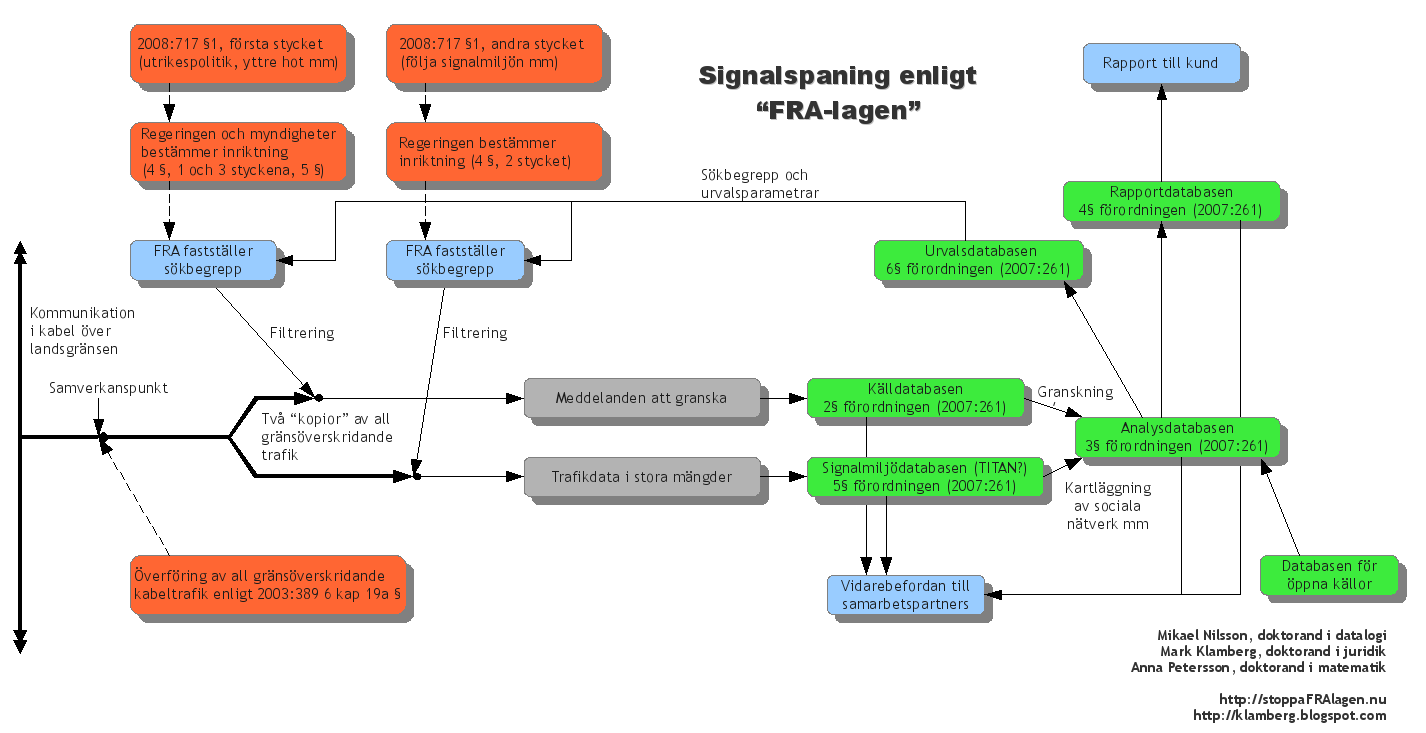 2008:717 §1, första stycket
(utrikespolitik, yttre hot mm)
2008:717 §1, andra stycket
(följa signalmiljön mm)
Signalspaning enligt
“FRA-lagen”
Rapport till kund
Regeringen och myndigheter
bestämmer inriktning
(4 §, 1 och 3 styckena, 5 §)
Regeringen bestämmer
inriktning (4 §, 2 stycket)
Sökbegrepp och
urvalsparametrar
Rapportdatabasen
4§ förordningen (2007:261)
FRA fastställer
sökbegrepp
FRA fastställer
sökbegrepp
Urvalsdatabasen
6§ förordningen (2007:261)
Kommunikation
i kabel över
landsgränsen
Filtrering
Filtrering
Samverkanspunkt
Två “kopior” av all
gränsöverskridande
trafik
Meddelanden att granska
Källdatabasen
2§ förordningen (2007:261)
Granskning
Analysdatabasen
3§ förordningen (2007:261)
Trafikdata i stora mängder
Signalmiljödatabasen (TITAN?)
5§ förordningen (2007:261)
Kartläggning
av sociala
nätverk mm
Överföring av all gränsöverskridande
kabeltrafik enligt 2003:389 6 kap 19a §
Vidarebefordan till
samarbetspartners
Databasen för
öppna källor
Mikael Nilsson, doktorand i datalogi
Mark Klamberg, doktorand i juridik
Anna Petersson, doktorand i matematik
http://stoppaFRAlagen.nu
http://klamberg.blogspot.com